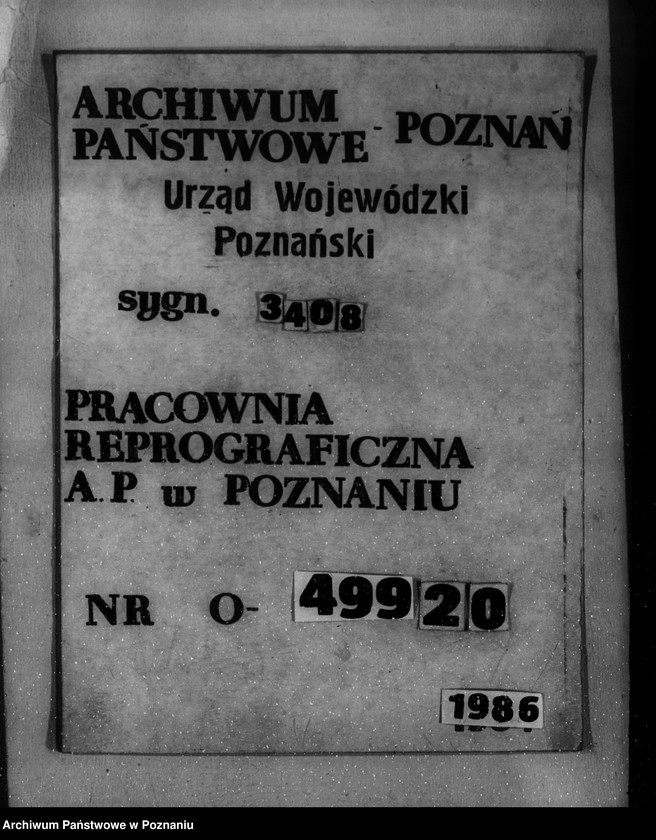 ARCHIWUM
PAŃSTWOWE - POZNAŃ
Urząd Wojewódzki
Poznański
sygn. 3408
PRACOWNIA
REPROGRAFICZNA
A.P. w POZNANIU
NR O- 49920
1986
Archiwum Państwowe w Poznaniu